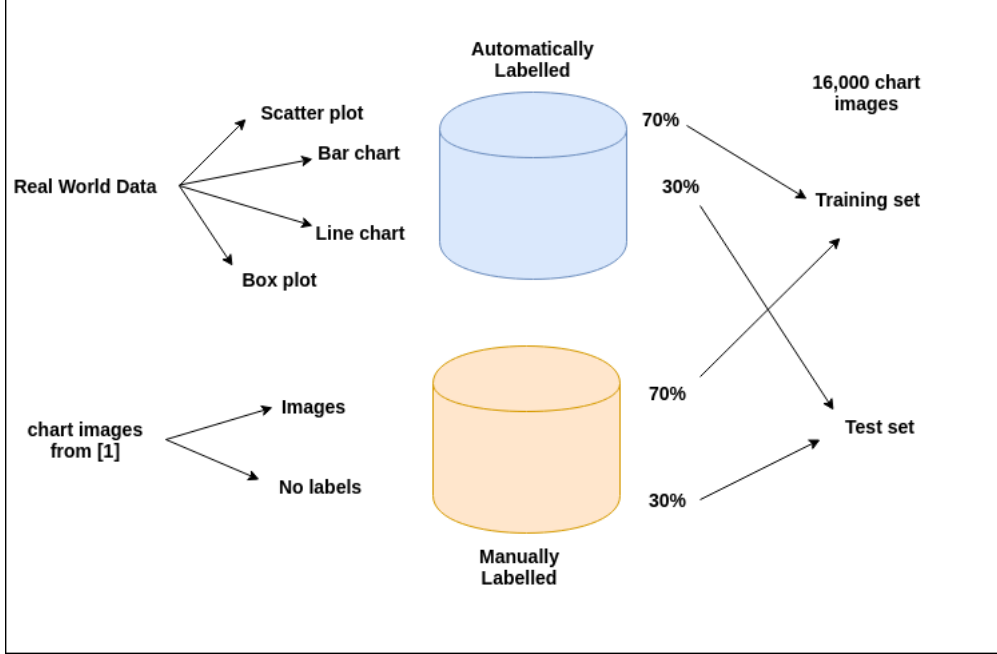 Automatically
Labelled
16,000 chart
images
Scatter plot
70%
Bar chart
Real World Data
30%
Training set
Line chart
Box plot
Images
70%
chart images
from [1]
Test set
No labels
30%
Manually
Labelled